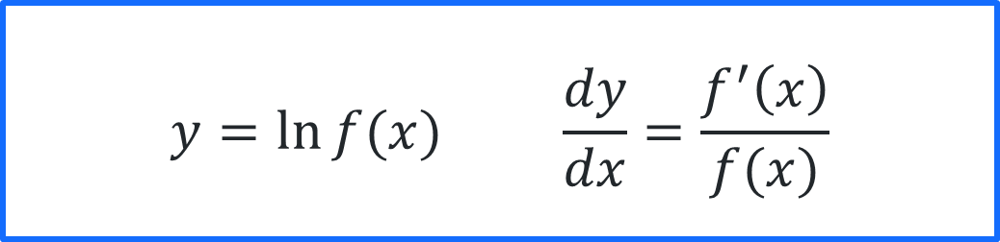 y = ln f(x)
dy/dx = f′(x)/f(x)